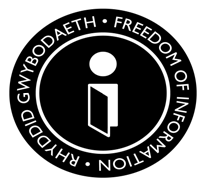 RHYDDID GWYBODAETH • FREEDOM OF INFORMATION •